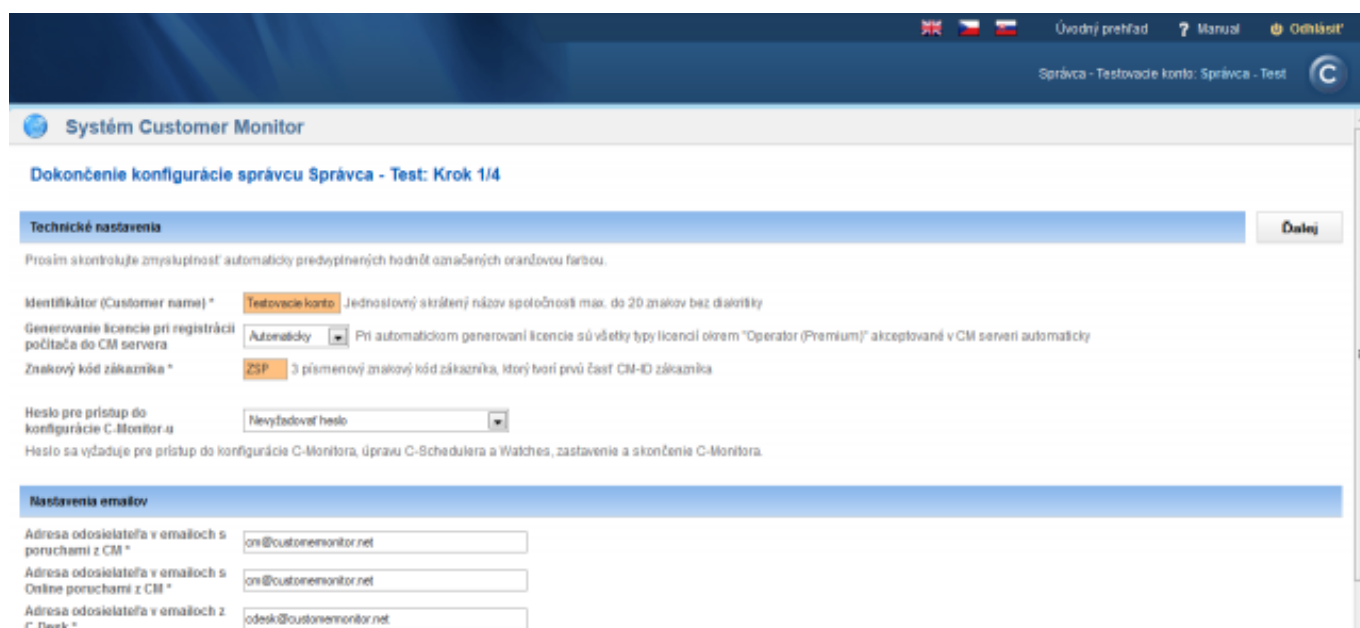 Úvodný prehľad ? Manual Odhlásiť
Správca - Testovacie konto: Správca - Test
Systém Customer Monitor
Dokončenie konfigurácie správcu Správca - Test: Krok 1/4
Technické nastavenia Ďalej
Prosím skontrolujte zmysluplnosť automaticky predvyplnených hodnôt označených oranžovou farbou.
Identifikátor (Customer name) * Testovacie konto Jednoslovný skrátený názov spoločnosti max. do 20 znakov bez diakritiky
Generovanie licencie pri registrácii
počítača do CM servera Automaticky Pri automatickom generovaní licencie sú všetky typy licencií okrem "Operator (Premium)" akceptované v CM serveri automaticky
Znakový kód zákazníka * ZSP 3 písmenový znakový kód zákazníka, ktorý tvorí prvú časť CM-ID zákazníka
Heslo pre prístup do
konfigurácie C-Monitor-u Nevyžadovať heslo
Heslo sa vyžaduje pre prístup do konfigurácie C-Monitora, úpravu C-Schedulera a Watches, zastavenie a skončenie C-Monitora.
Nastavenia emailov
Adresa odosielateľa v emailoch s
poruchami z CM * cm@customermonitor.net
Adresa odosielateľa v emailoch s
Online poruchami z CM * cm@customermonitor.net
Adresa odosielateľa v emailoch z
C-Desk * cdesk@customermonitor.net